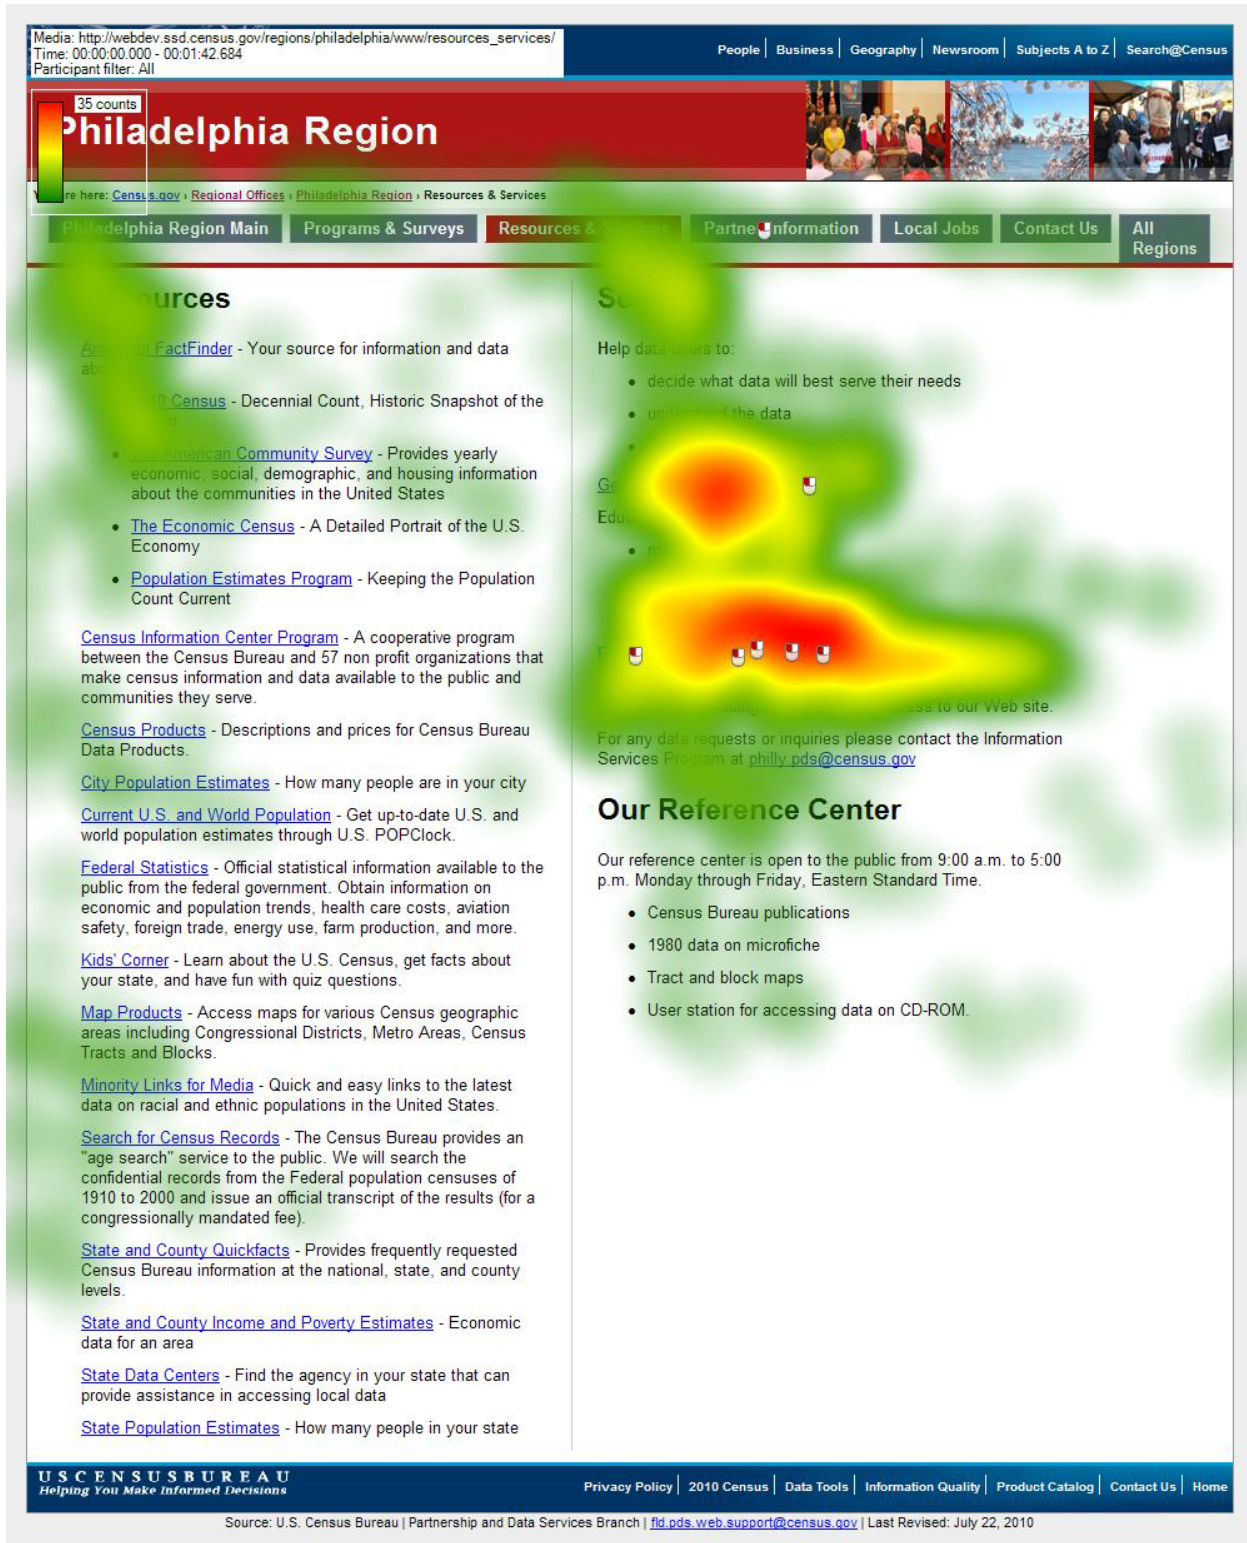 Media: http://webdev.ssd.census.gov/regions/philadelphia/www/resources_services/
Time: 00:00:00.000 - 00:01:42.684
Participant filter: All
People | Business | Geography | Newsroom | Subjects A to Z | Search@Census
35 counts
Philadelphia Region
are here: Census.gov › Regional Offices › Philadelphia Region › Resources & Services
Philadelphia Region Main
Programs & Surveys
Resources & Services
Partner Information
Local Jobs
Contact Us
All
Regions
FactFinder - Your source for information and data
Census - Decennial Count, Historic Snapshot of the
American Community Survey - Provides yearly
economic, social, demographic, and housing information
about the communities in the United States
• The Economic Census - A Detailed Portrait of the U.S.
Economy
• Population Estimates Program - Keeping the Population
Count Current
Census Information Center Program - A cooperative program
between the Census Bureau and 57 non profit organizations that
make census information and data available to the public and
communities they serve.
Census Products - Descriptions and prices for Census Bureau
Data Products.
City Population Estimates - How many people are in your city
Current U.S. and World Population - Get up-to-date U.S. and
world population estimates through U.S. POPClock.
Federal Statistics - Official statistical information available to the
public from the federal government. Obtain information on
economic and population trends, health care costs, aviation
safety, foreign trade, energy use, farm production, and more.
Kids' Corner - Learn about the U.S. Census, get facts about
your state, and have fun with quiz questions.
Map Products - Access maps for various Census geographic
areas including Congressional Districts, Metro Areas, Census
Tracts and Blocks.
Minority Links for Media - Quick and easy links to the latest
data on racial and ethnic populations in the United States.
Search for Census Records - The Census Bureau provides an
"age search" service to the public. We will search the
confidential records from the Federal population censuses of
1910 to 2000 and issue an official transcript of the results (for a
congressionally mandated fee).
State and County Quickfacts - Provides frequently requested
Census Bureau information at the national, state, and county
levels.
State and County Income and Poverty Estimates - Economic
data for an area
State Data Centers - Find the agency in your state that can
provide assistance in accessing local data
State Population Estimates - How many people in your state
Help data users to:
• decide what data will best serve their needs
• understand the data
to our Web site.
For any data requests or inquiries please contact the Information
Services Program at philly.pds@census.gov
Our Reference Center
Our reference center is open to the public from 9:00 a.m. to 5:00
p.m. Monday through Friday, Eastern Standard Time.
• Census Bureau publications
• 1980 data on microfiche
• Tract and block maps
• User station for accessing data on CD-ROM.
USCENSUSBUREAU
Helping You Make Informed Decisions
Privacy Policy | 2010 Census | Data Tools | Information Quality | Product Catalog | Contact Us | Home
Source: U.S. Census Bureau | Partnership and Data Services Branch | fld.pds.web.support@census.gov | Last Revised: July 22, 2010